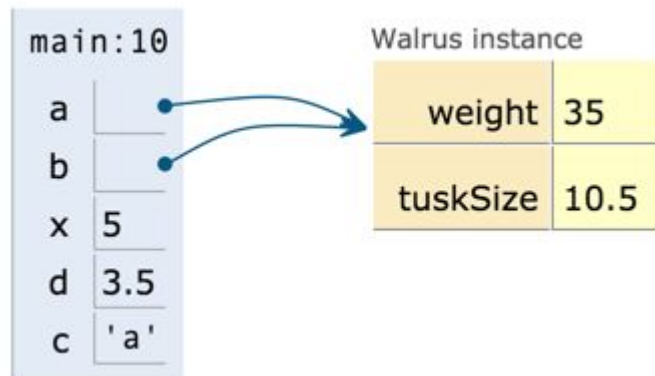 main:10
a
b
x 5
d 3.5
c 'a'
Walrus instance
weight 35
tuskSize 10.5